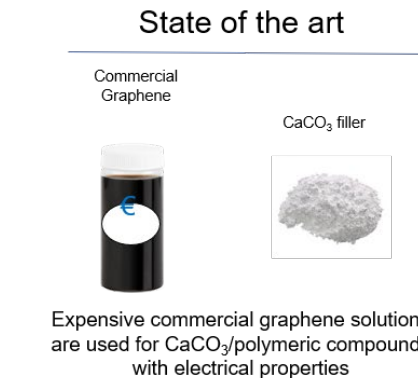 State of the art
Commercial
Graphene
CaCO₃ filler
€
Expensive commercial graphene solution
are used for CaCO₃/polymeric compound
with electrical properties